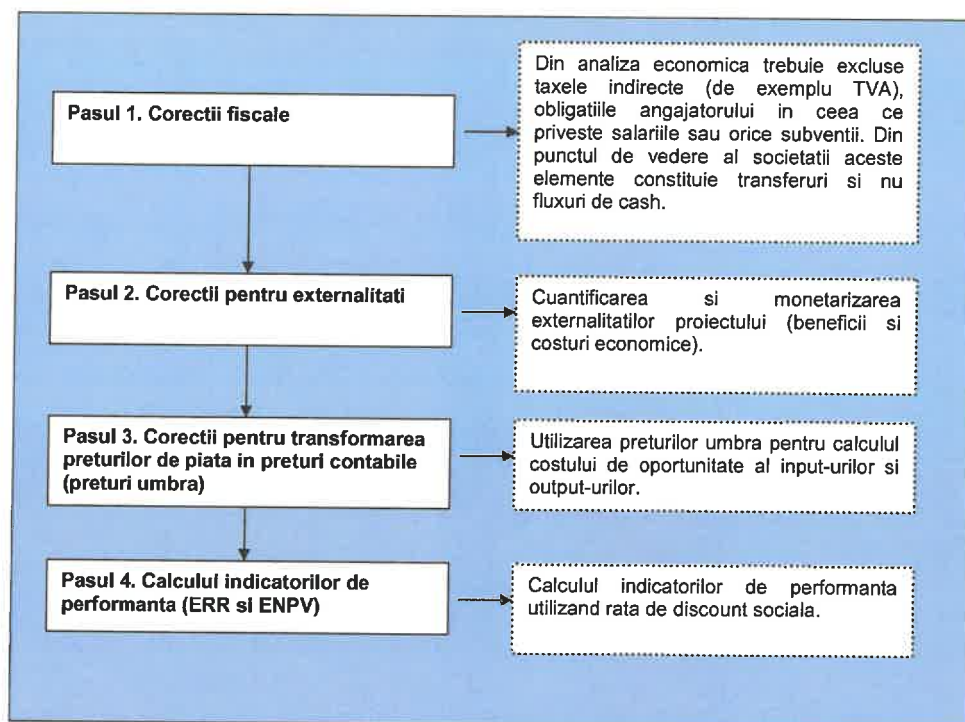 Pasul 1. Corectii fiscale
Din analiza economica trebuie excluse
taxele indirecte (de exemplu TVA),
obligatiile angajatorului in ceea ce
priveste salariile sau orice subventii. Din
punctul de vedere al societatii aceste
elemente constituie transferuri si nu
fluxuri de cash.
Pasul 2. Corectii pentru externalitati
Cuantificarea si monetarizarea
externalitatilor proiectului (beneficii si
costuri economice).
Pasul 3. Corectii pentru transformarea
preturilor de piata in preturi contabile
(preturi umbra)
Utilizarea preturilor umbra pentru calculul
costului de oportunitate al input-urilor si
output-urilor.
Pasul 4. Calculul indicatorilor de
performanta (ERR si ENPV)
Calculul indicatorilor de performanta
utilizand rata de discount sociala.